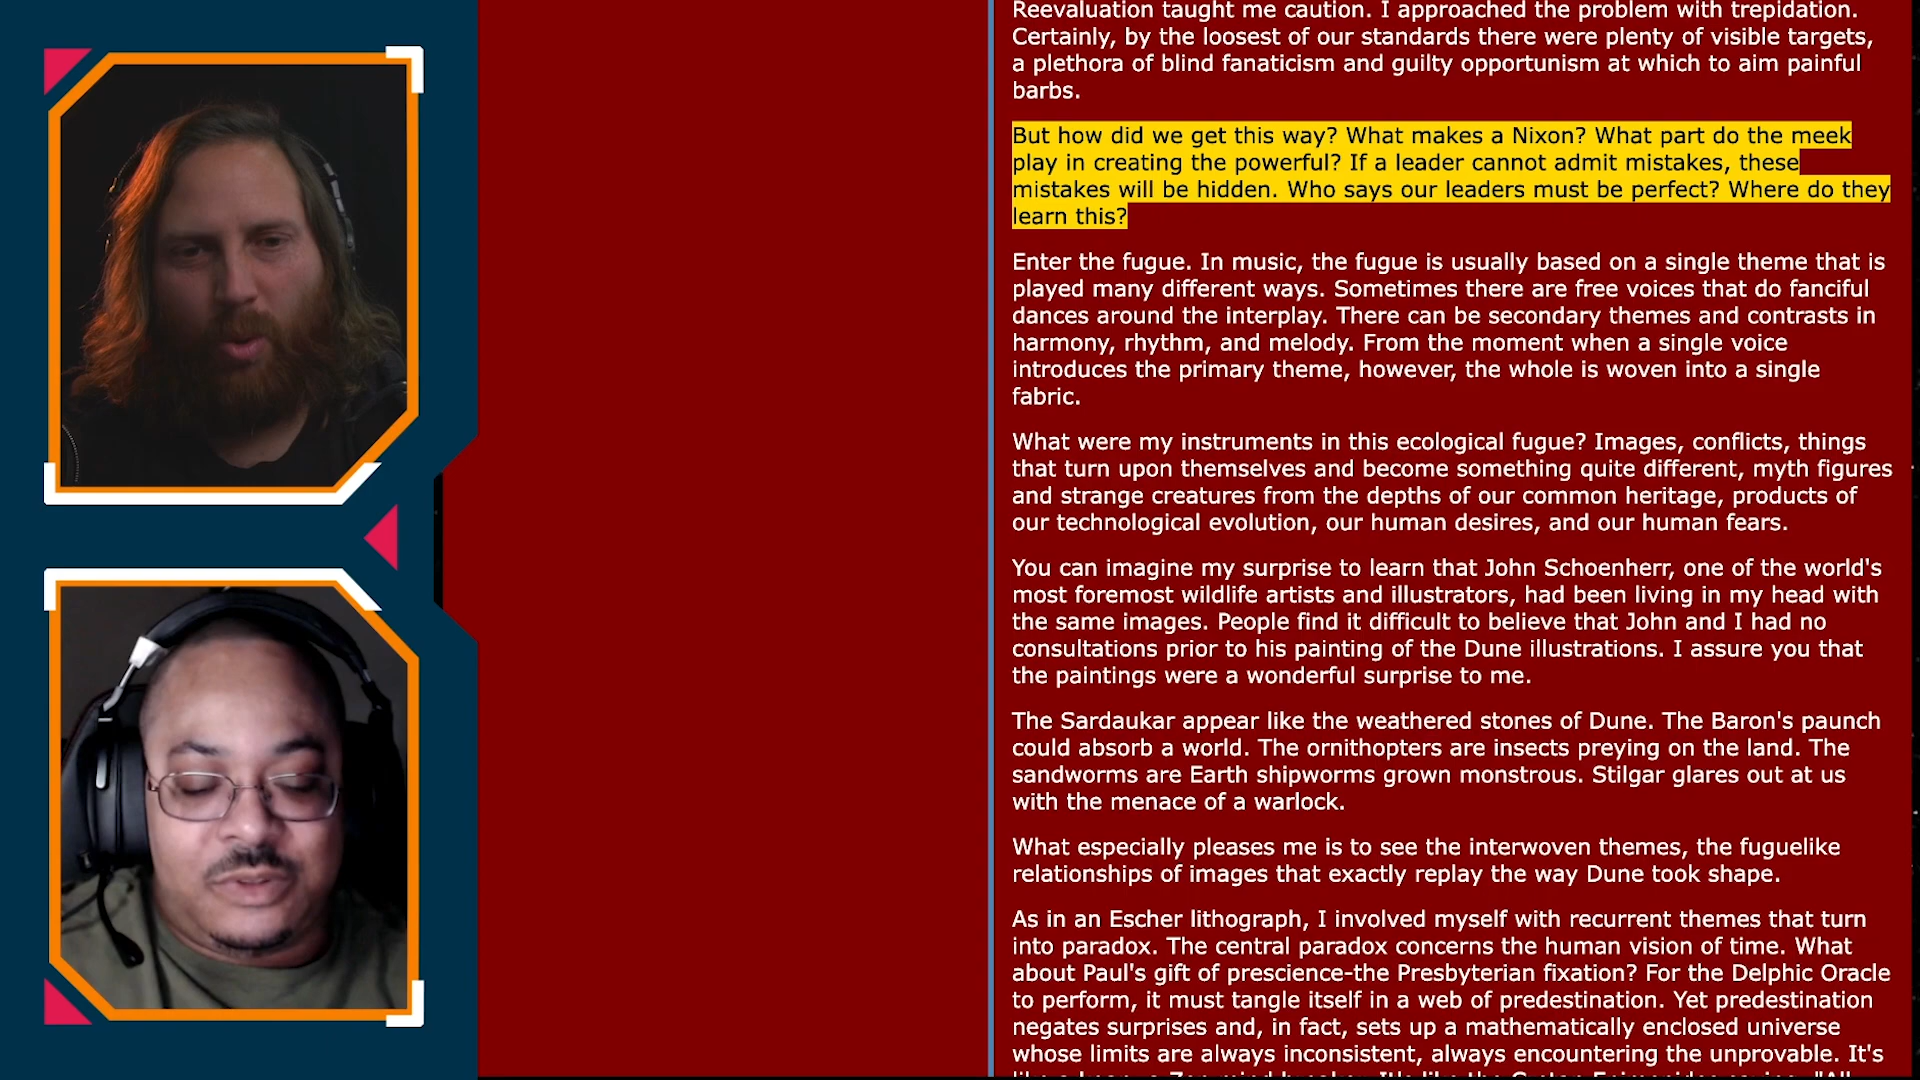 Reevaluation taught me caution. I approached the problem with trepidation.
Certainly, by the loosest of our standards there were plenty of visible targets,
a plethora of blind fanaticism and guilty opportunism at which to aim painful
barbs.
But how did we get this way? What makes a Nixon? What part do the meek
play in creating the powerful? If a leader cannot admit mistakes, these
mistakes will be hidden. Who says our leaders must be perfect? Where do they
learn this?
Enter the fugue. In music, the fugue is usually based on a single theme that is
played many different ways. Sometimes there are free voices that do fanciful
dances around the interplay. There can be secondary themes and contrasts in
harmony, rhythm, and melody. From the moment when a single voice
introduces the primary theme, however, the whole is woven into a single
fabric.
What were my instruments in this ecological fugue? Images, conflicts, things
that turn upon themselves and become something quite different, myth figures
and strange creatures from the depths of our common heritage, products of
our technological evolution, our human desires, and our human fears.
You can imagine my surprise to learn that John Schoenherr, one of the world's
most foremost wildlife artists and illustrators, had been living in my head with
the same images. People find it difficult to believe that John and I had no
consultations prior to his painting of the Dune illustrations. I assure you that
the paintings were a wonderful surprise to me.
The Sardaukar appear like the weathered stones of Dune. The Baron's paunch
could absorb a world. The ornithopters are insects preying on the land. The
sandworms are Earth shipworms grown monstrous. Stilgar glares out at us
with the menace of a warlock.
What especially pleases me is to see the interwoven themes, the fuguelike
relationships of images that exactly replay the way Dune took shape.
As in an Escher lithograph, I involved myself with recurrent themes that turn
into paradox. The central paradox concerns the human vision of time. What
about Paul's gift of prescience-the Presbyterian fixation? For the Delphic Oracle
to perform, it must tangle itself in a web of predestination. Yet predestination
negates surprises and, in fact, sets up a mathematically enclosed universe
whose limits are always inconsistent, always encountering the unprovable. It's